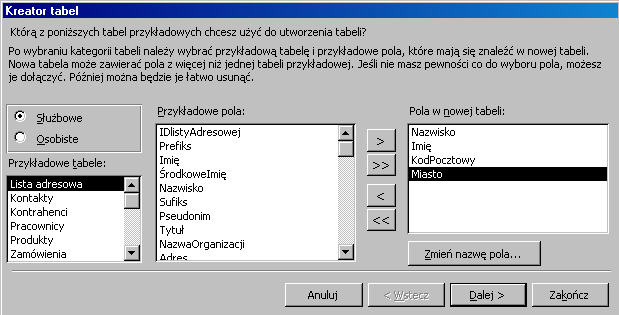 Kreator tabel
Którą z poniższych tabel przykładowych chcesz użyć do utworzenia tabeli?
Po wybraniu kategorii tabeli należy wybrać przykładową tabelę i przykładowe pola, które mają się znaleźć w nowej tabeli.
Nowa tabela może zawierać pola z więcej niż jednej tabeli przykładowej. Jeśli nie masz pewności co do wyboru pola, możesz
je dołączyć. Później można będzie je łatwo usunąć.
Służbowe
Osobiste
Przykładowe tabele:
Lista adresowa
Kontakty
Kontrahenci
Pracownicy
Produkty
Zamówienia
Przykładowe pola:
IDlistyAdresowej
Prefiks
Imię
ŚrodkoweImię
Nazwisko
Sufiks
Pseudonim
Tytuł
NazwaOrganizacji
Adres
>
>>
<
<<
Pola w nowej tabeli:
Nazwisko
Imię
KodPocztowy
Miasto
Zmień nazwę pola...
Anuluj
< Wstecz
Dalej >
Zakończ